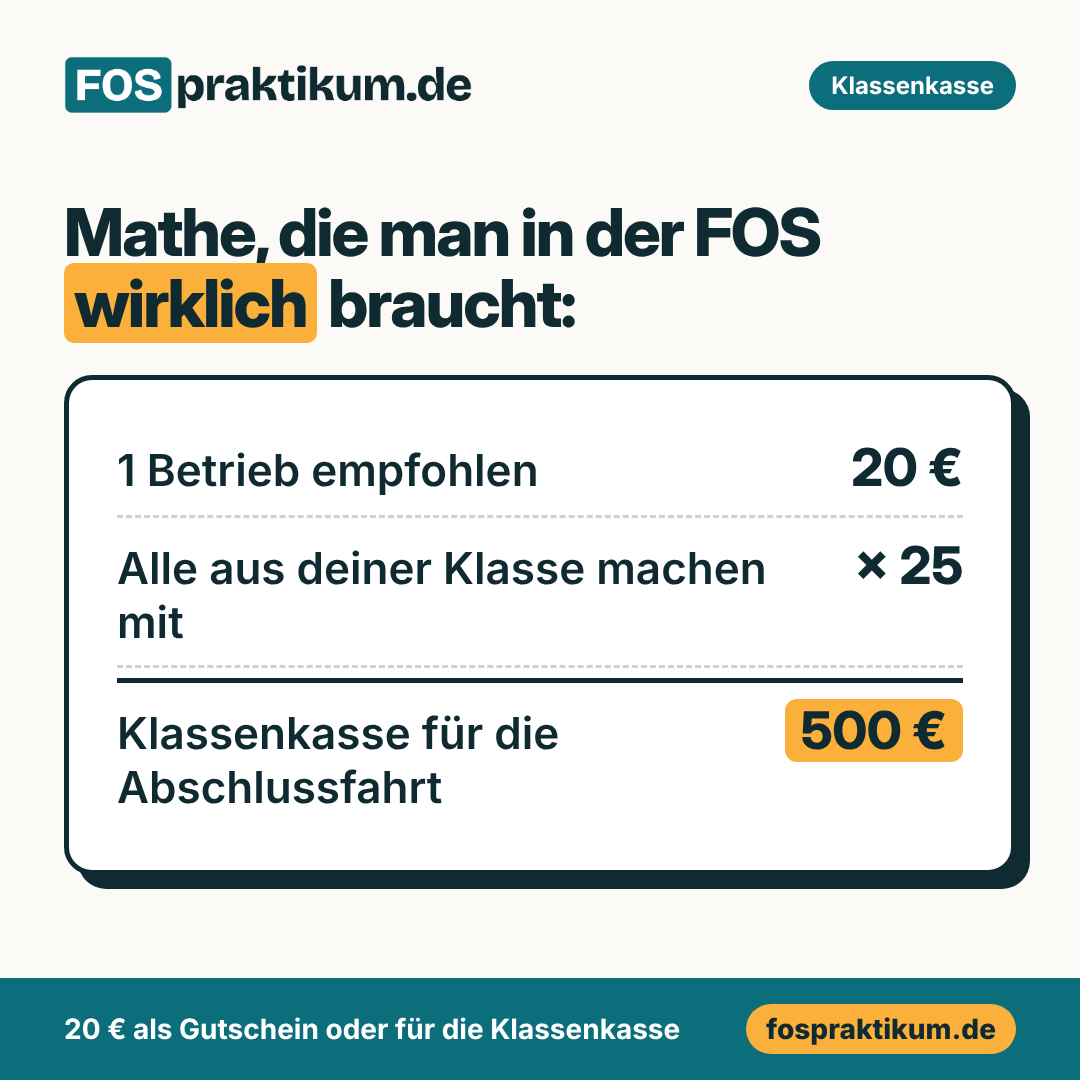 FOSpraktikum.de
Klassenkasse
Mathe, die man in der FOS
wirklich braucht:
1 Betrieb empfohlen 20 €
Alle aus deiner Klasse machen × 25
mit
Klassenkasse für die 500 €
Abschlussfahrt
20 € als Gutschein oder für die Klassenkasse
fospraktikum.de